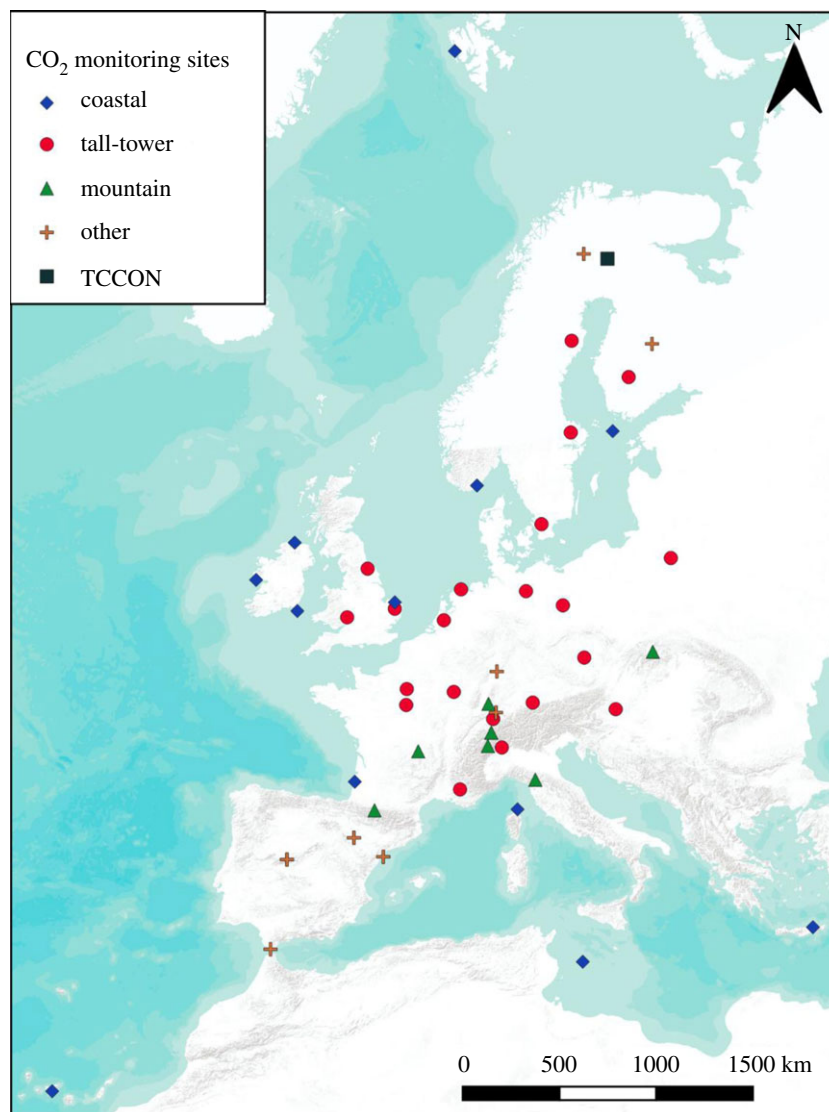 CO₂ monitoring sites
coastal
tall-tower
mountain
other
TCCON
N
0 500 1000 1500 km